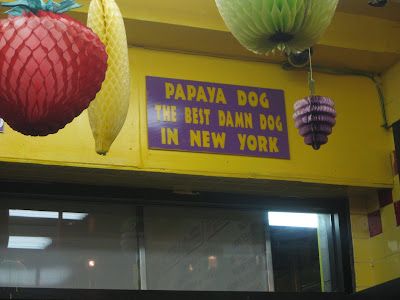 PAPAYA DOG
THE BEST DAMN DOG
IN NEW YORK